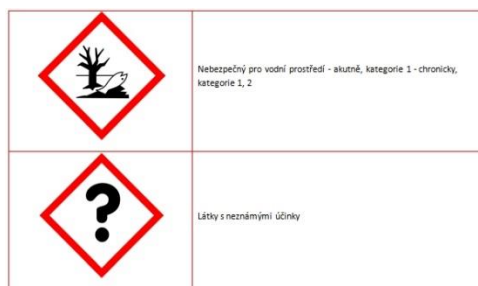 Nebezpečný pro vodní prostředí - akutně, kategorie 1 - chronicky,
kategorie 1, 2
?
Látky s neznámými účinky